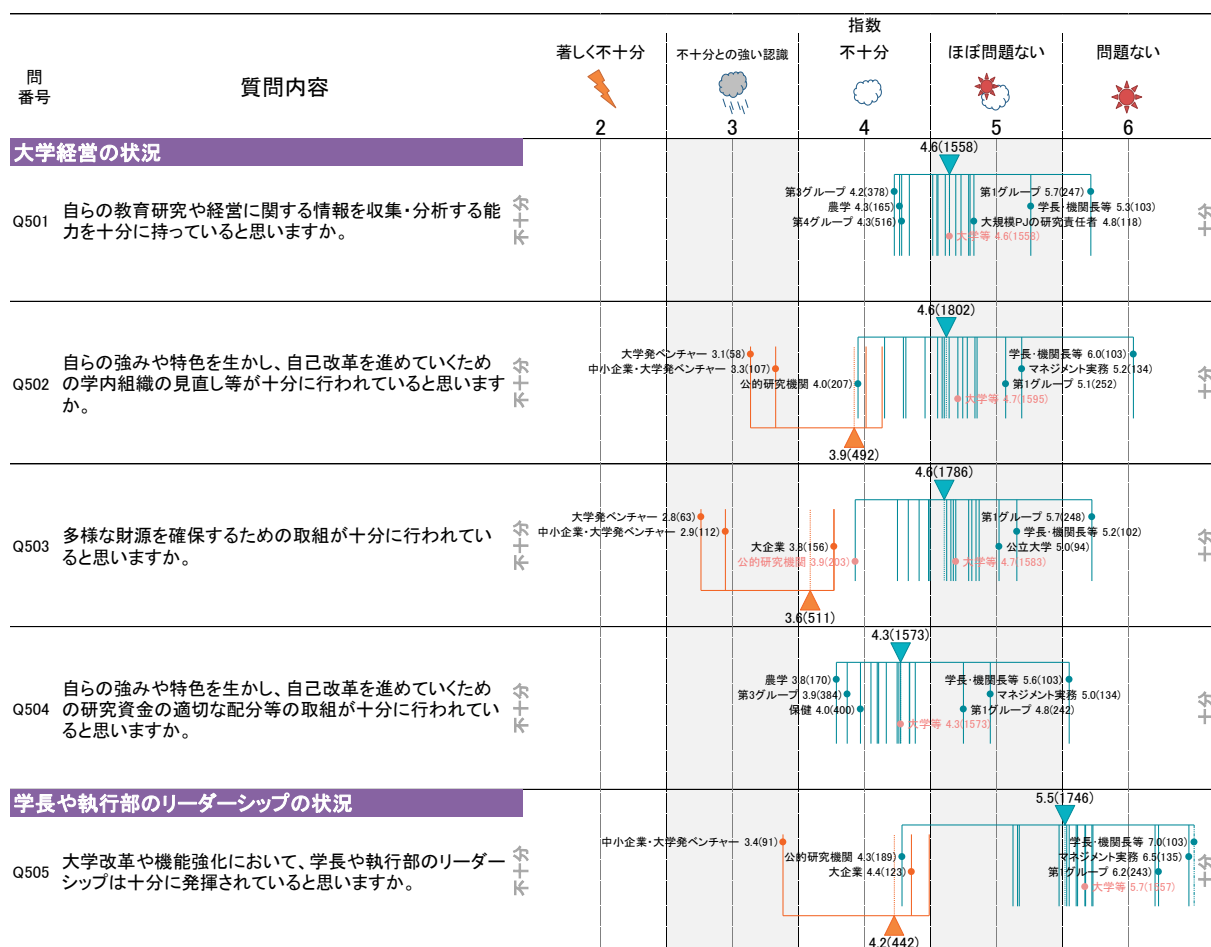 指数
著しく不十分
不十分との強い認識
不十分
ほぼ問題ない
問題ない
問
番号
質問内容
2
3
4
5
6
大学経営の状況
4.6(1558)
Q501
自らの教育研究や経営に関する情報を収集・分析する能
力を十分に持っていると思いますか。
不十分
第3グループ 4.2(378)
農学 4.3(165)
第4グループ 4.3(516)
第1グループ 5.7(247)
学長・機関長等 5.3(103)
大規模PJの研究責任者 4.8(118)
大学等 4.6(1558)
十分
4.6(1802)
Q502
自らの強みや特色を生かし、自己改革を進めていくため
の学内組織の見直し等が十分に行われていると思います
か。
不十分
大学発ベンチャー 3.1(58)
中小企業・大学発ベンチャー 3.3(107)
公的研究機関 4.0(207)
学長・機関長等 6.0(103)
マネジメント実務 5.2(134)
第1グループ 5.1(252)
大学等 4.7(1595)
十分
3.9(492)
4.6(1786)
Q503
多様な財源を確保するための取組が十分に行われてい
ると思いますか。
不十分
大学発ベンチャー 2.8(63)
中小企業・大学発ベンチャー 2.9(112)
大企業 3.8(156)
公的研究機関 3.9(203)
第1グループ 5.7(248)
学長・機関長等 5.2(102)
公立大学 5.0(94)
大学等 4.7(1583)
十分
3.6(511)
4.3(1573)
Q504
自らの強みや特色を生かし、自己改革を進めていくため
の研究資金の適切な配分等の取組が十分に行われてい
ると思いますか。
不十分
農学 3.8(170)
第3グループ 3.9(384)
保健 4.0(400)
学長・機関長等 5.6(103)
マネジメント実務 5.0(134)
第1グループ 4.8(242)
大学等 4.3(1573)
十分
学長や執行部のリーダーシップの状況
5.5(1746)
Q505
大学改革や機能強化において、学長や執行部のリーダー
シップは十分に発揮されていると思いますか。
不十分
中小企業・大学発ベンチャー 3.4(91)
公的研究機関 4.3(189)
大企業 4.4(123)
学長・機関長等 7.0(103)
マネジメント実務 6.5(135)
第1グループ 6.2(243)
大学等 5.7(1557)
十分
4.2(442)